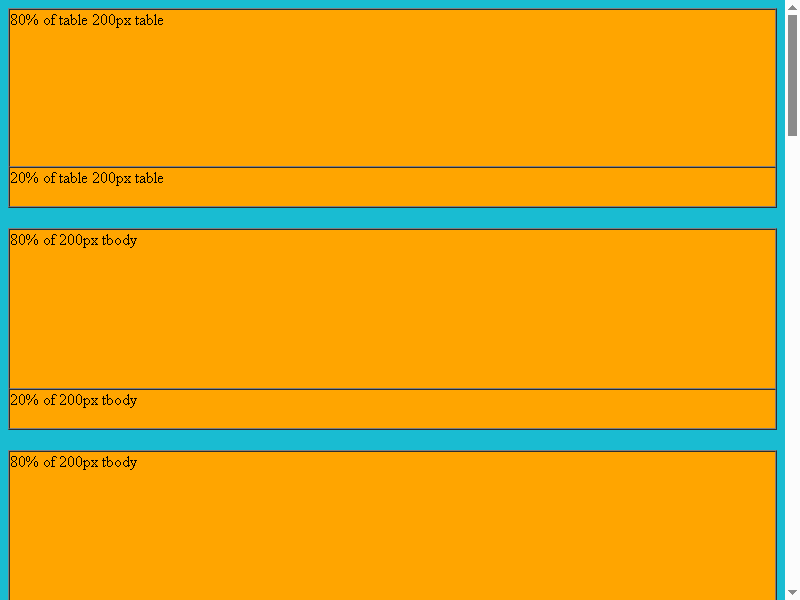 80% of table 200px table
20% of table 200px table
80% of 200px tbody
20% of 200px tbody
80% of 200px tbody